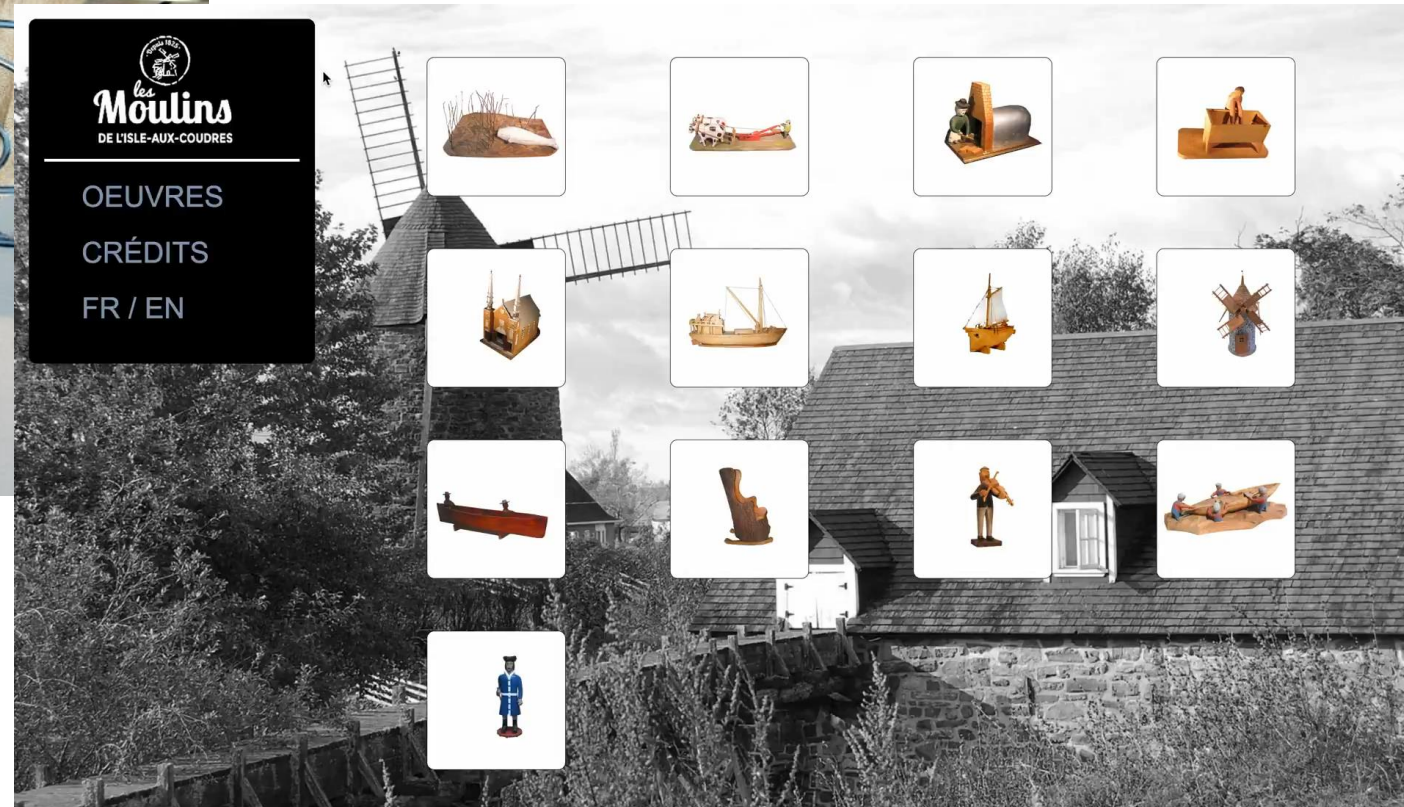 Depuis 1825
les
Moulins
DE L'ISLE-AUX-COUDRES
OEUVRES
CRÉDITS
FR / EN